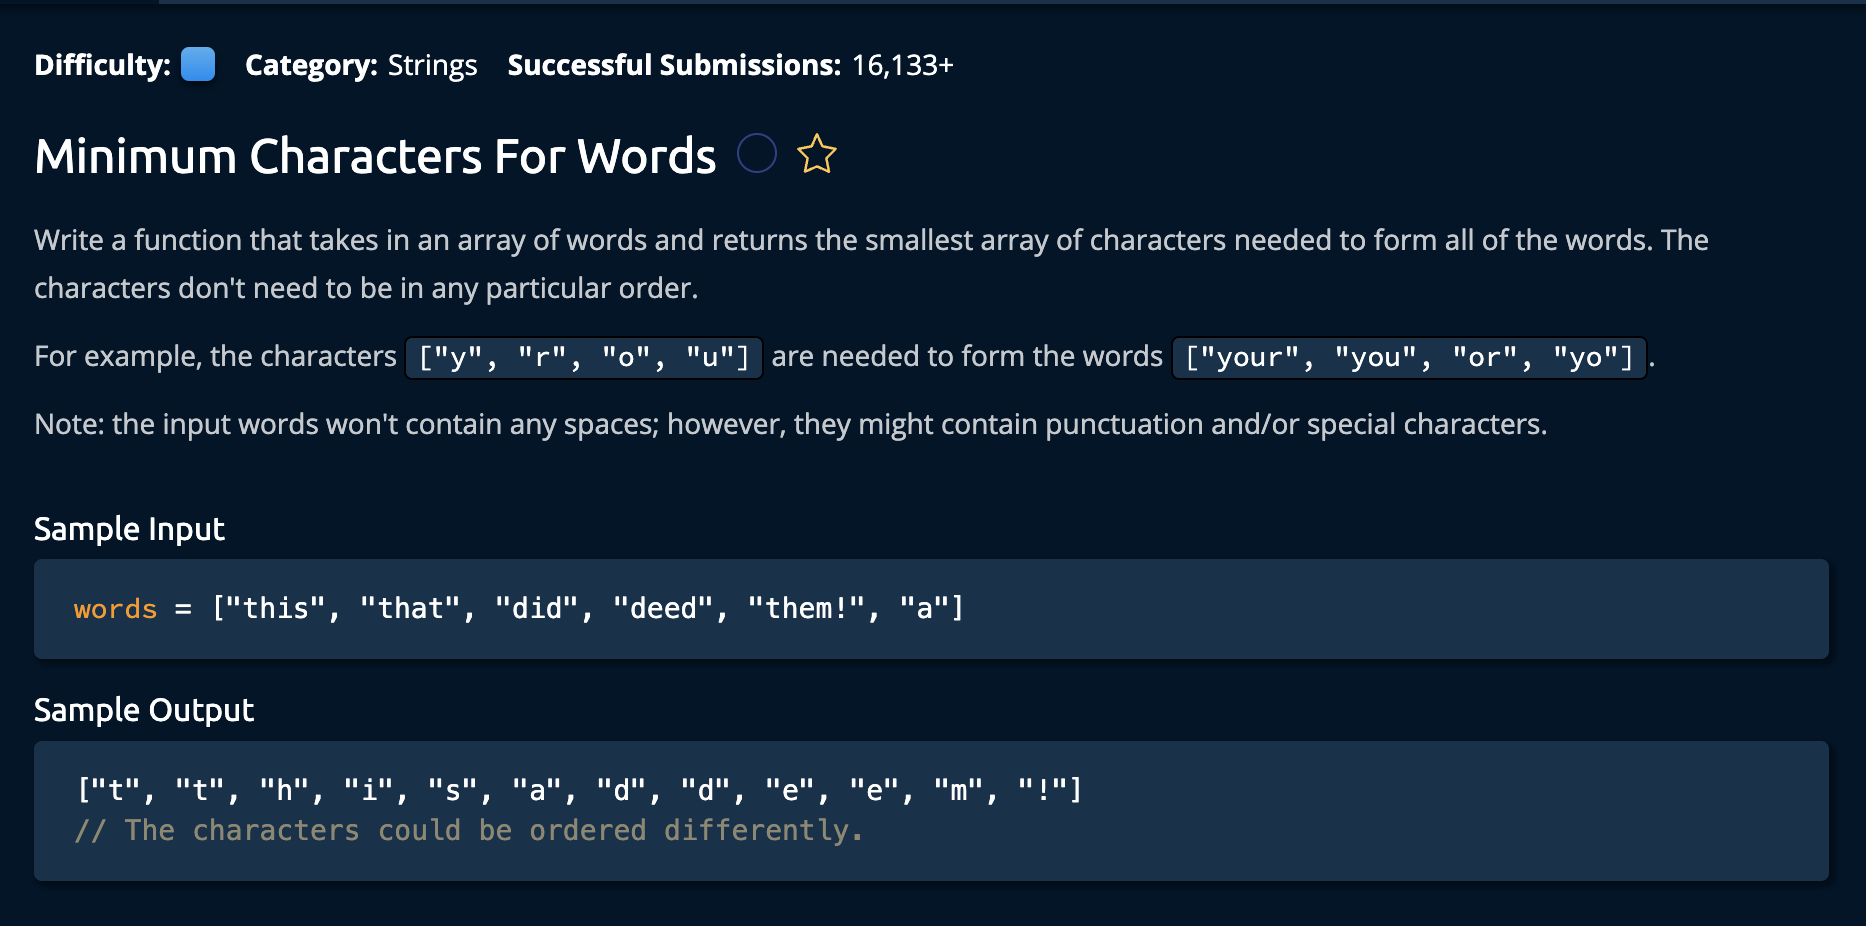 Difficulty: Category: Strings Successful Submissions: 16,133+
Minimum Characters For Words
Write a function that takes in an array of words and returns the smallest array of characters needed to form all of the words. The
characters don't need to be in any particular order.
For example, the characters ["y", "r", "o", "u"] are needed to form the words ["your", "you", "or", "yo"].
Note: the input words won't contain any spaces; however, they might contain punctuation and/or special characters.
Sample Input
words = ["this", "that", "did", "deed", "them!", "a"]
Sample Output
["t", "t", "h", "i", "s", "a", "d", "d", "e", "e", "m", "!"]
// The characters could be ordered differently.